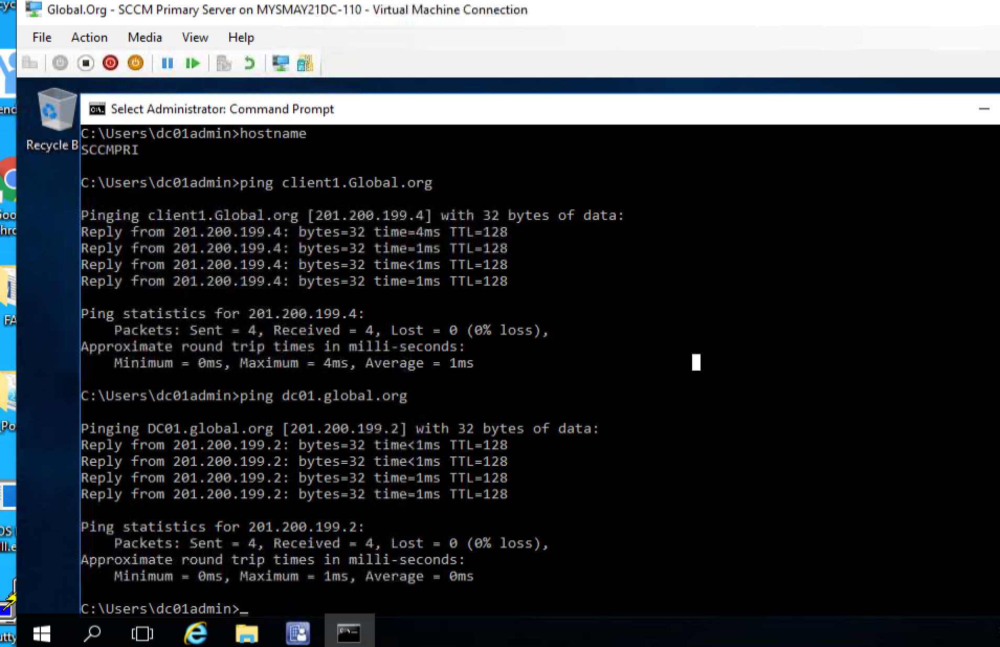 Global.Org - SCCM Primary Server on MYSMAY21DC-110 - Virtual Machine Connection
File Action Media View Help
Recycle B
Select Administrator: Command Prompt
C:\Users\dc01admin>hostname
SCCMPRI
C:\Users\dc01admin>ping client1.Global.org
Pinging client1.Global.org [201.200.199.4] with 32 bytes of data:
Reply from 201.200.199.4: bytes=32 time=4ms TTL=128
Reply from 201.200.199.4: bytes=32 time=1ms TTL=128
Reply from 201.200.199.4: bytes=32 time<1ms TTL=128
Reply from 201.200.199.4: bytes=32 time=1ms TTL=128
Ping statistics for 201.200.199.4:
Packets: Sent = 4, Received = 4, Lost = 0 (0% loss),
Approximate round trip times in milli-seconds:
Minimum = 0ms, Maximum = 4ms, Average = 1ms
C:\Users\dc01admin>ping dc01.global.org
Pinging DC01.global.org [201.200.199.2] with 32 bytes of data:
Reply from 201.200.199.2: bytes=32 time<1ms TTL=128
Reply from 201.200.199.2: bytes=32 time<1ms TTL=128
Reply from 201.200.199.2: bytes=32 time=1ms TTL=128
Reply from 201.200.199.2: bytes=32 time=1ms TTL=128
Ping statistics for 201.200.199.2:
Packets: Sent = 4, Received = 4, Lost = 0 (0% loss),
Approximate round trip times in milli-seconds:
Minimum = 0ms, Maximum = 1ms, Average = 0ms
C:\Users\dc01admin>_